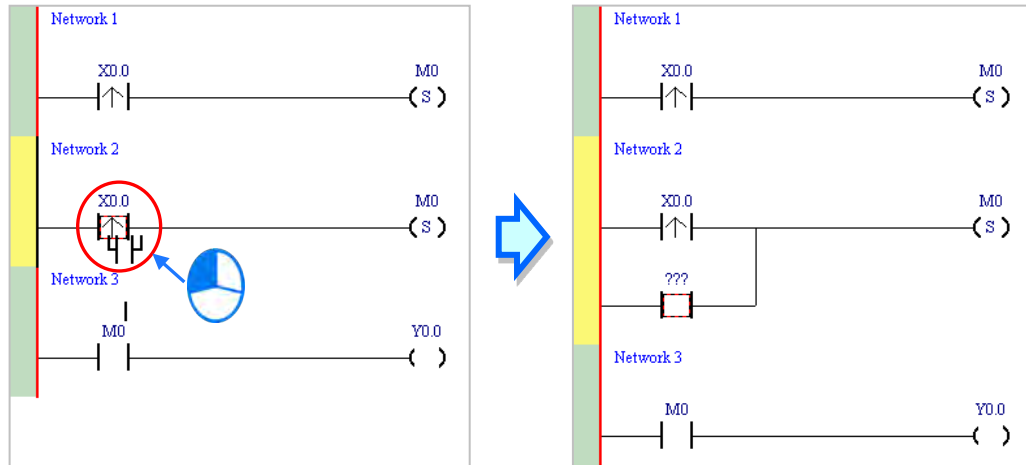 Network 1
X0.0 M0
S
Network 2
X0.0 M0
S
Network 3
M0 Y0.0
Network 1
X0.0 M0
S
Network 2
X0.0 M0
S
???
Network 3
M0 Y0.0